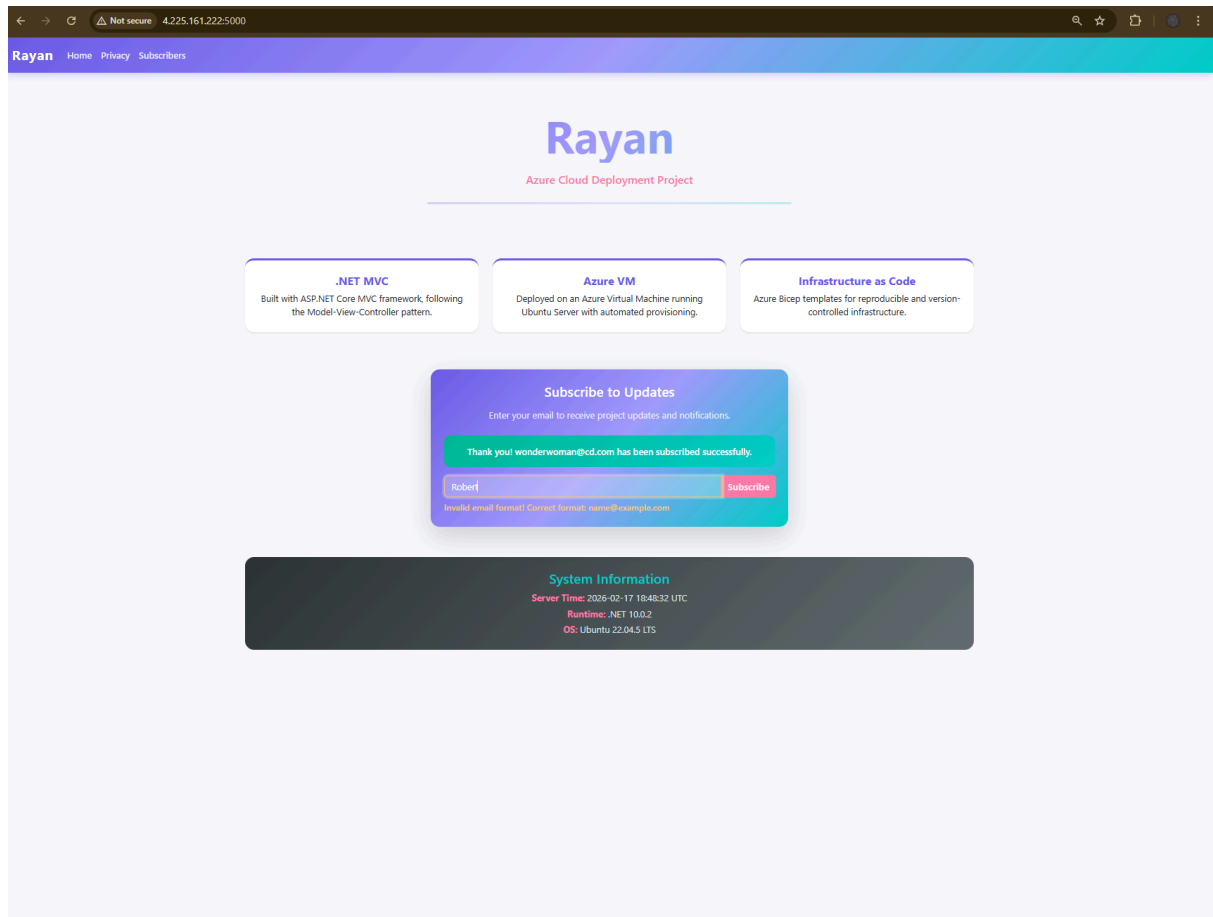 Not secure 4.225.161.222:5000
Rayan Home Privacy Subscribers
Rayan
Azure Cloud Deployment Project
.NET MVC
Built with ASP.NET Core MVC framework, following
the Model-View-Controller pattern.
Azure VM
Deployed on an Azure Virtual Machine running
Ubuntu Server with automated provisioning.
Infrastructure as Code
Azure Bicep templates for reproducible and version-
controlled infrastructure.
Subscribe to Updates
Enter your email to receive project updates and notifications.
Thank you! wonderwoman@cd.com has been subscribed successfully.
Robert Subscribe
Invalid email format! Correct format: name@example.com
System Information
Server Time: 2026-02-17 18:48:32 UTC
Runtime: .NET 10.0.2
OS: Ubuntu 22.04.5 LTS